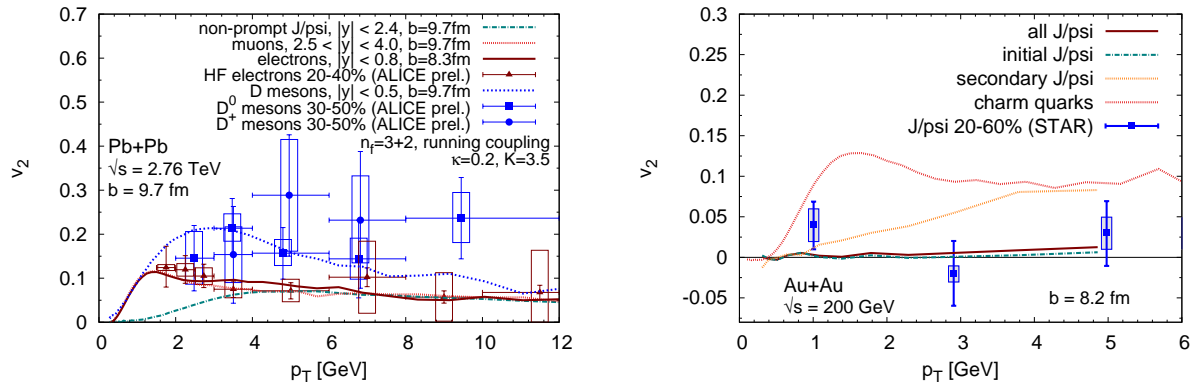 non-prompt J/psi, |y| < 2.4, b=9.7fm
muons, 2.5 < |y| < 4.0, b=9.7fm
electrons, |y| < 0.8, b=8.3fm
HF electrons 20-40% (ALICE prel.)
D mesons, |y| < 0.5, b=9.7fm
D⁰ mesons 30-50% (ALICE prel.)
D⁺ mesons 30-50% (ALICE prel.)
n_f=3+2, running coupling
κ=0.2, K=3.5
Pb+Pb
√s = 2.76 TeV
b = 9.7 fm
0.7
0.6
0.5
0.4
0.3
0.2
0.1
0
v₂
0 2 4 6 8 10 12
p_T [GeV]
all J/psi
initial J/psi
secondary J/psi
charm quarks
J/psi 20-60% (STAR)
Au+Au
√s = 200 GeV
b = 8.2 fm
0.3
0.25
0.2
0.15
0.1
0.05
0
-0.05
v₂
0 1 2 3 4 5 6
p_T [GeV]